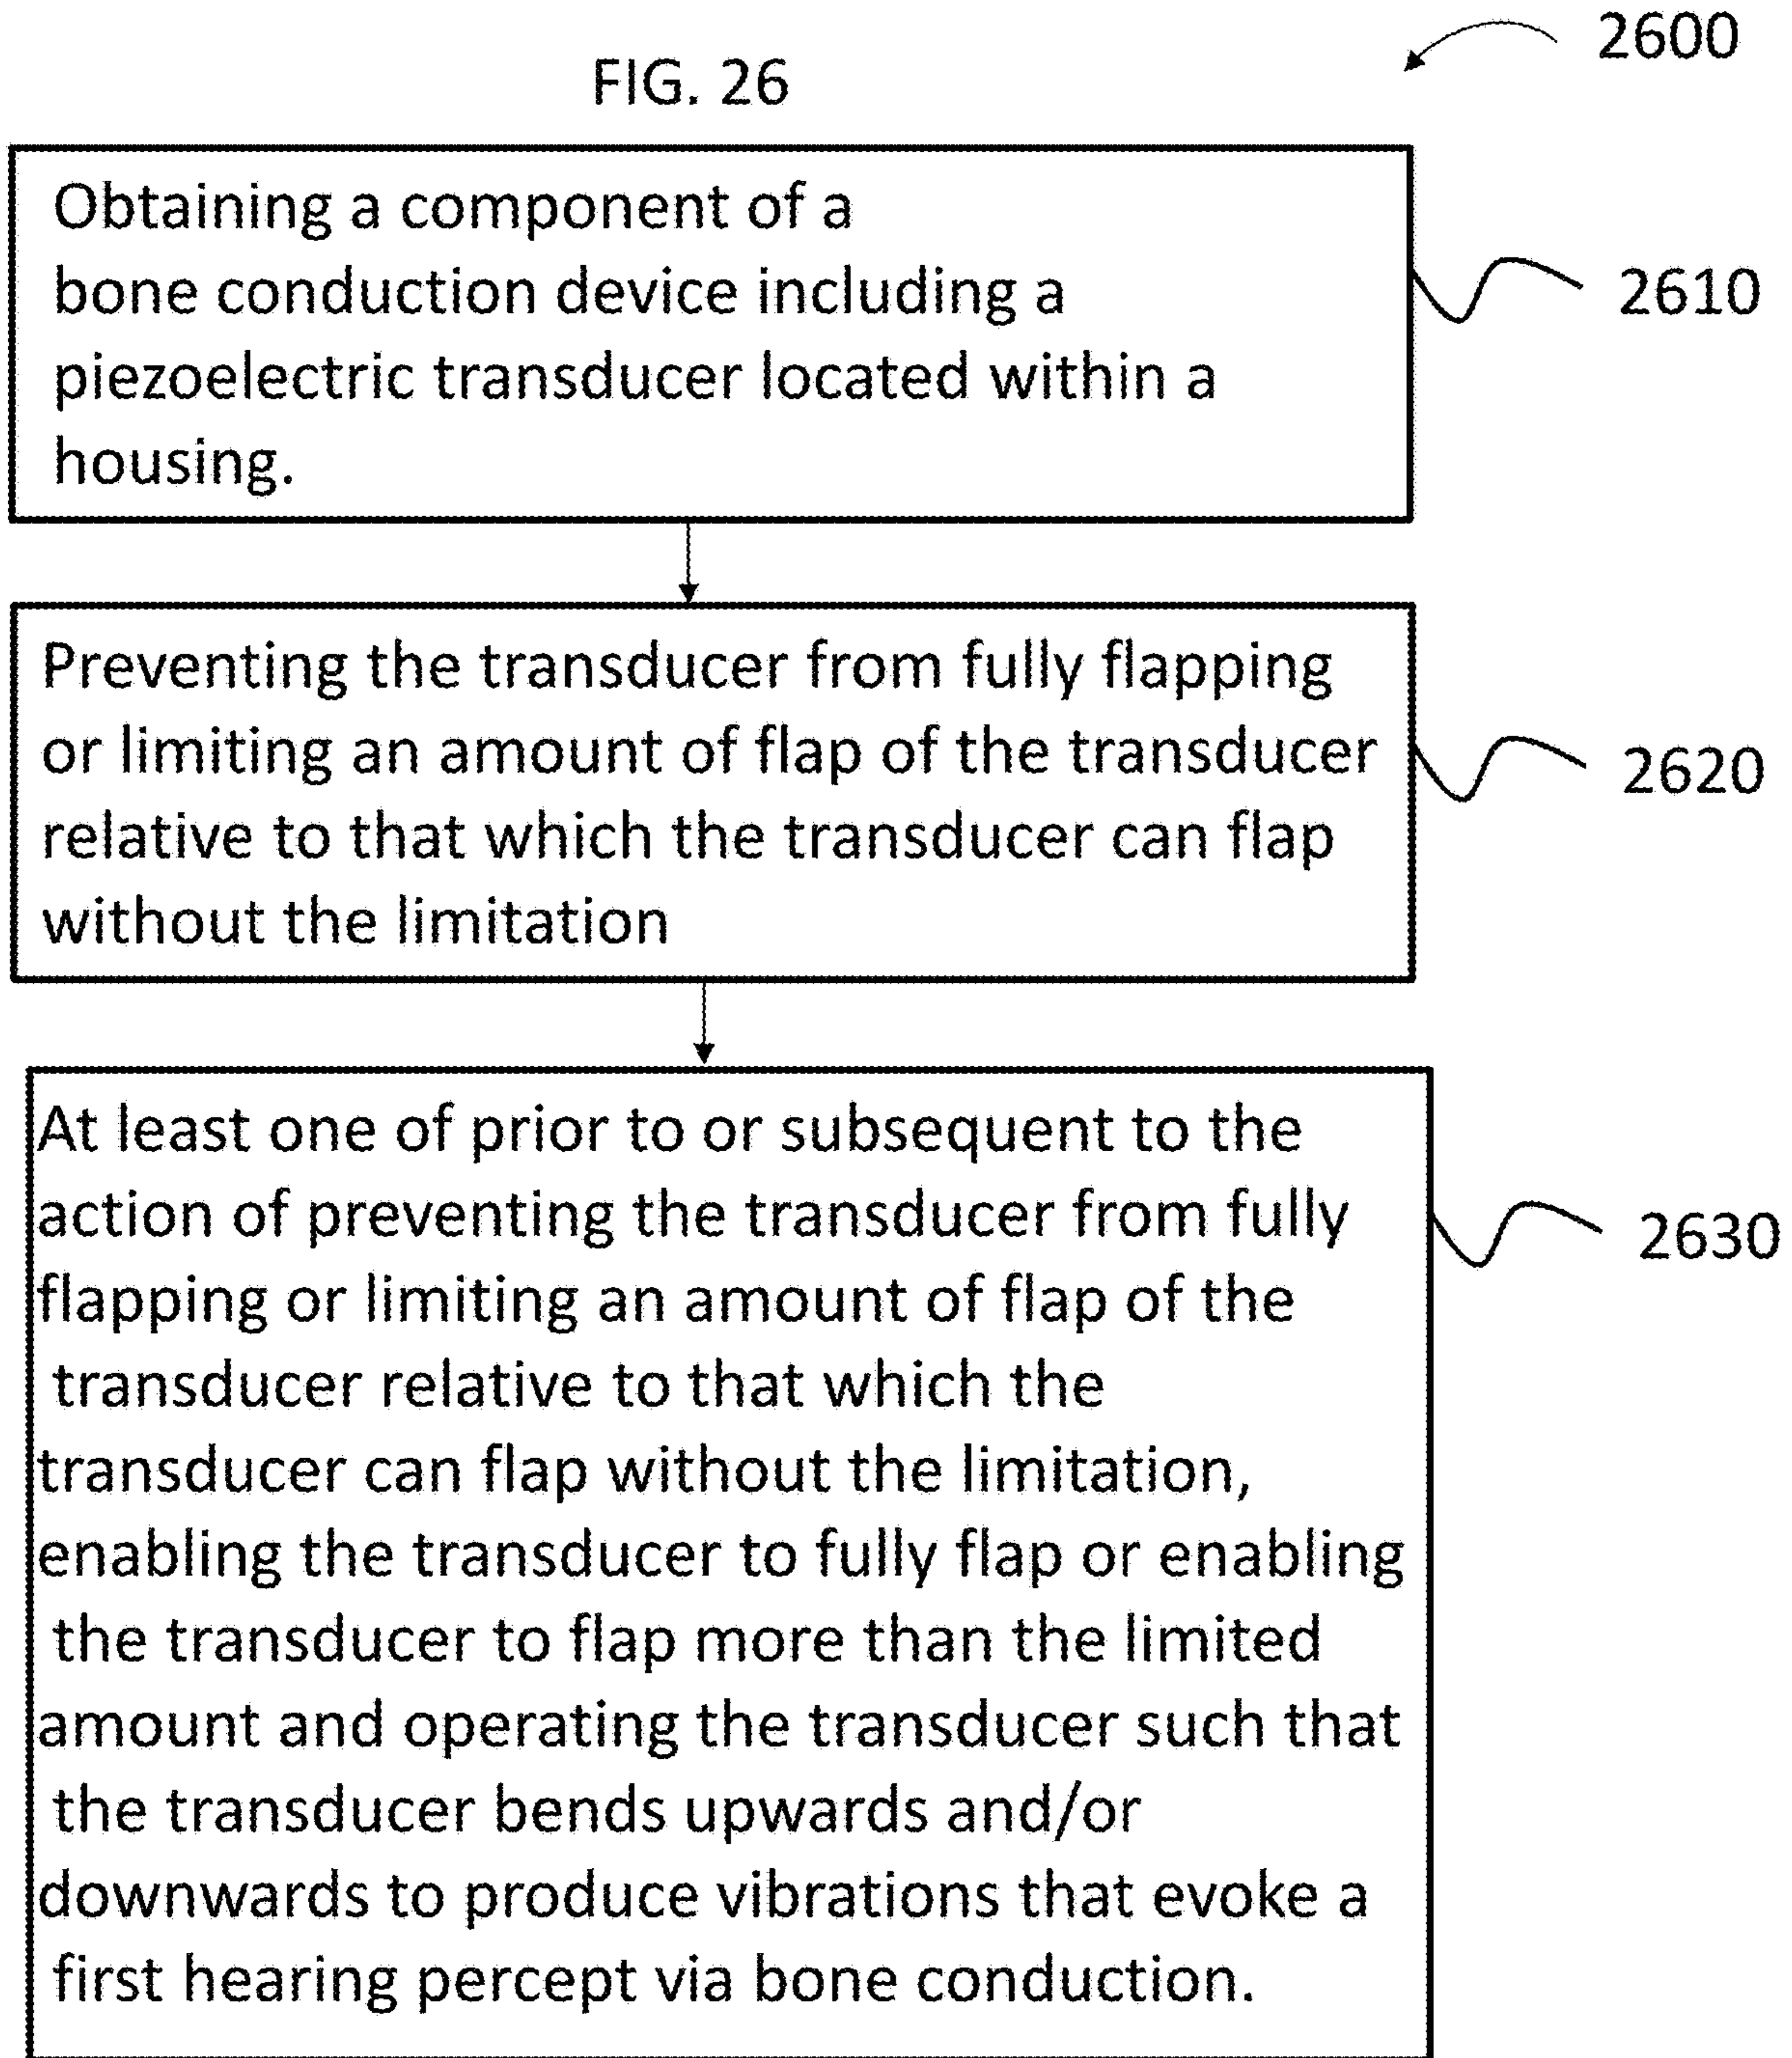 2600
FIG. 26
Obtaining a component of a
bone conduction device including a
piezoelectric transducer located within a
housing.
2610
Preventing the transducer from fully flapping
or limiting an amount of flap of the transducer
relative to that which the transducer can flap
without the limitation
2620
At least one of prior to or subsequent to the
action of preventing the transducer from fully
flapping or limiting an amount of flap of the
transducer relative to that which the
transducer can flap without the limitation,
enabling the transducer to fully flap or enabling
the transducer to flap more than the limited
amount and operating the transducer such that
the transducer bends upwards and/or
downwards to produce vibrations that evoke a
first hearing percept via bone conduction.
2630